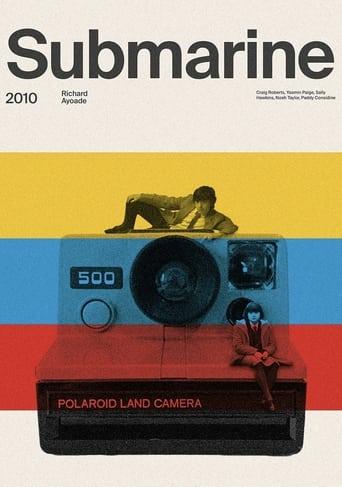 Submarine
2010
Richard
Ayoade
Craig Roberts, Yasmin Paige, Sally
Hawkins, Noah Taylor, Paddy Considine
500
POLAROID LAND CAMERA